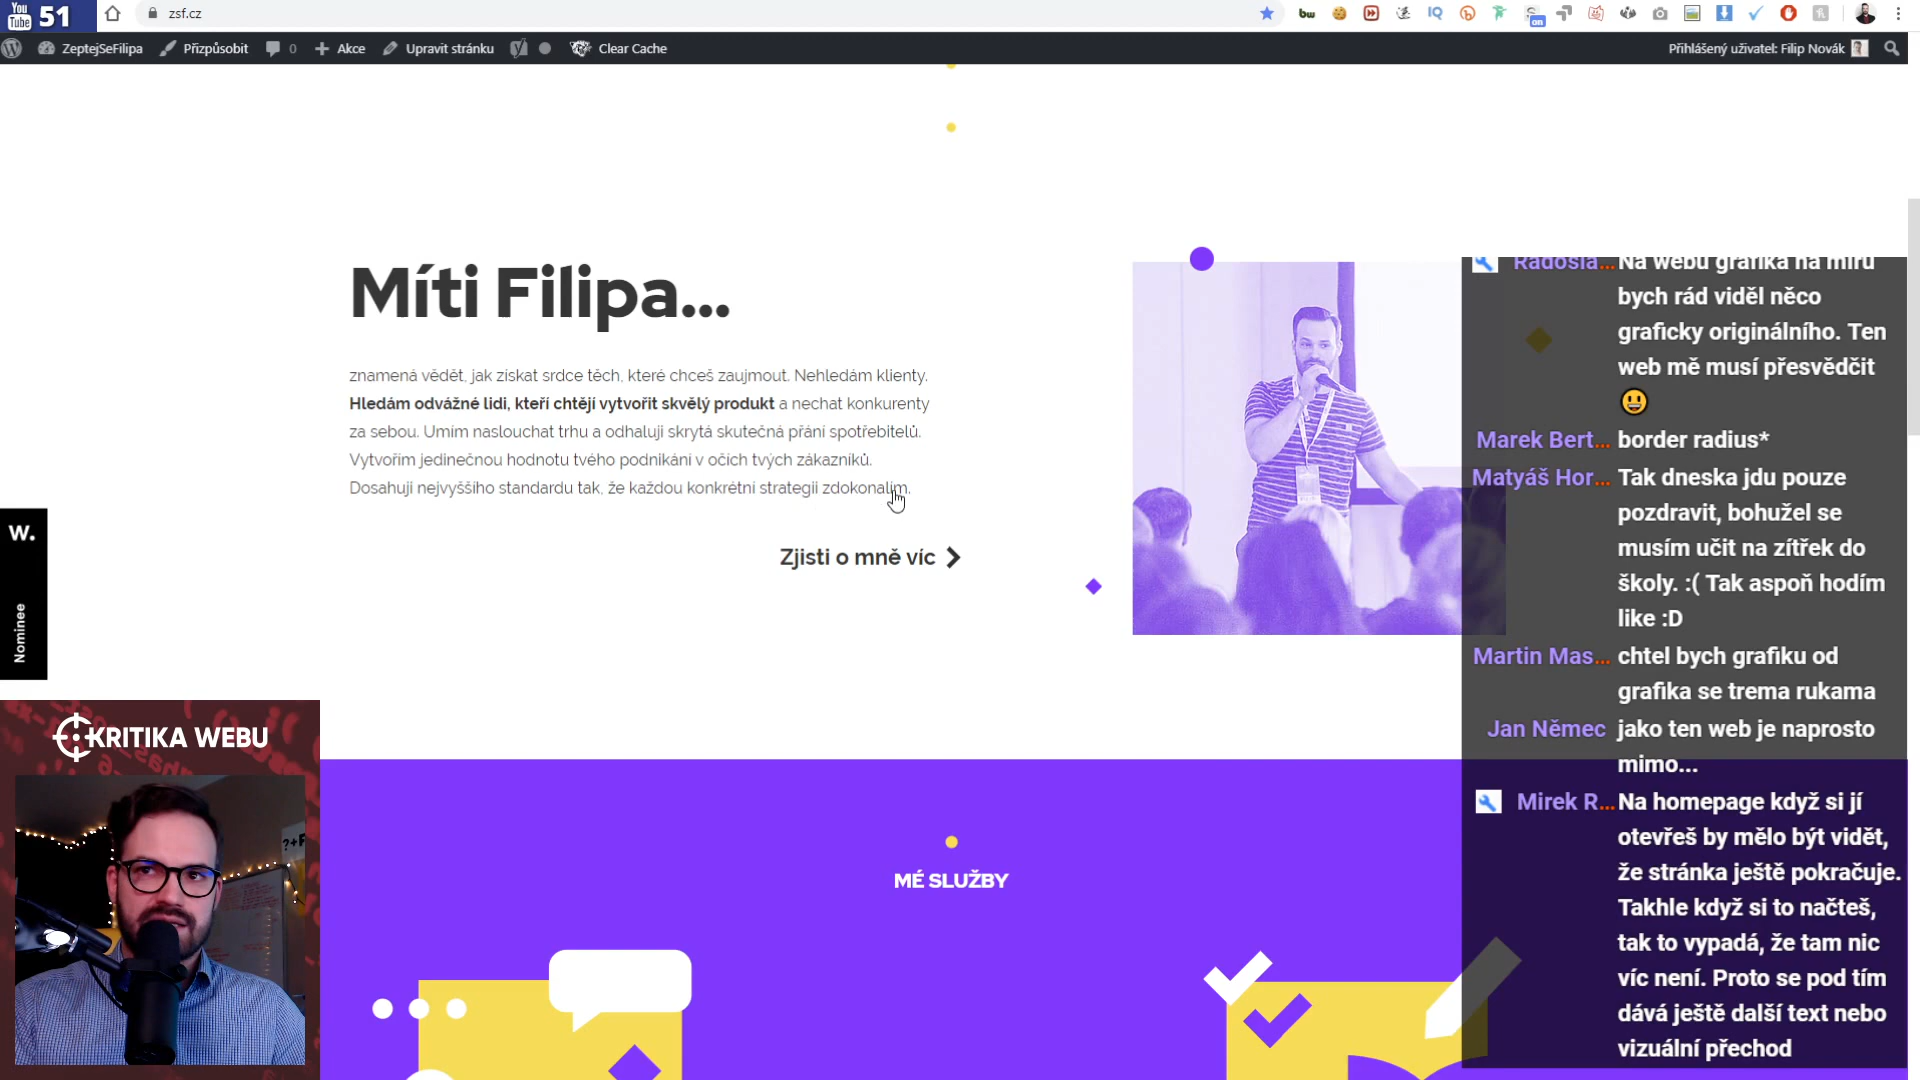 You
Tube 51
zsf.cz
ZeptejSeFilipa Přizpůsobit 0 Akce Upravit stránku Clear Cache
Přihlášený uživatel: Filip Novák
Míti Filipa...
znamená vědět, jak získat srdce těch, které chceš zaujmout. Nehledám klienty.
Hledám odvážné lidi, kteří chtějí vytvořit skvělý produkt a nechat konkurenty
za sebou. Umím naslouchat trhu a odhaluji skrytá skutečná přání spotřebitelů.
Vytvořím jedinečnou hodnotu tvého podnikání v očích tvých zákazníků.
Dosahuji nejvyššího standardu tak, že každou konkrétní strategii zdokonalím.
Zjisti o mně víc
W.
Nominee
KRITIKA WEBU
MÉ SLUŽBY
Radosla... Na webu grafika na míru
bych rád viděl něco
graficky originálního. Ten
web mě musí přesvědčit
Marek Bert... border radius*
Matyáš Hor... Tak dneska jdu pouze
pozdravit, bohužel se
musím učit na zítřek do
školy. :( Tak aspoň hodím
like :D
Martin Mas... chtel bych grafiku od
grafika se trema rukama
Jan Němec jako ten web je naprosto
mimo...
Mirek R... Na homepage když si jí
otevřeš by mělo být vidět,
že stránka ještě pokračuje.
Takhle když si to načteš,
tak to vypadá, že tam nic
víc není. Proto se pod tím
dává ještě další text nebo
vizuální přechod